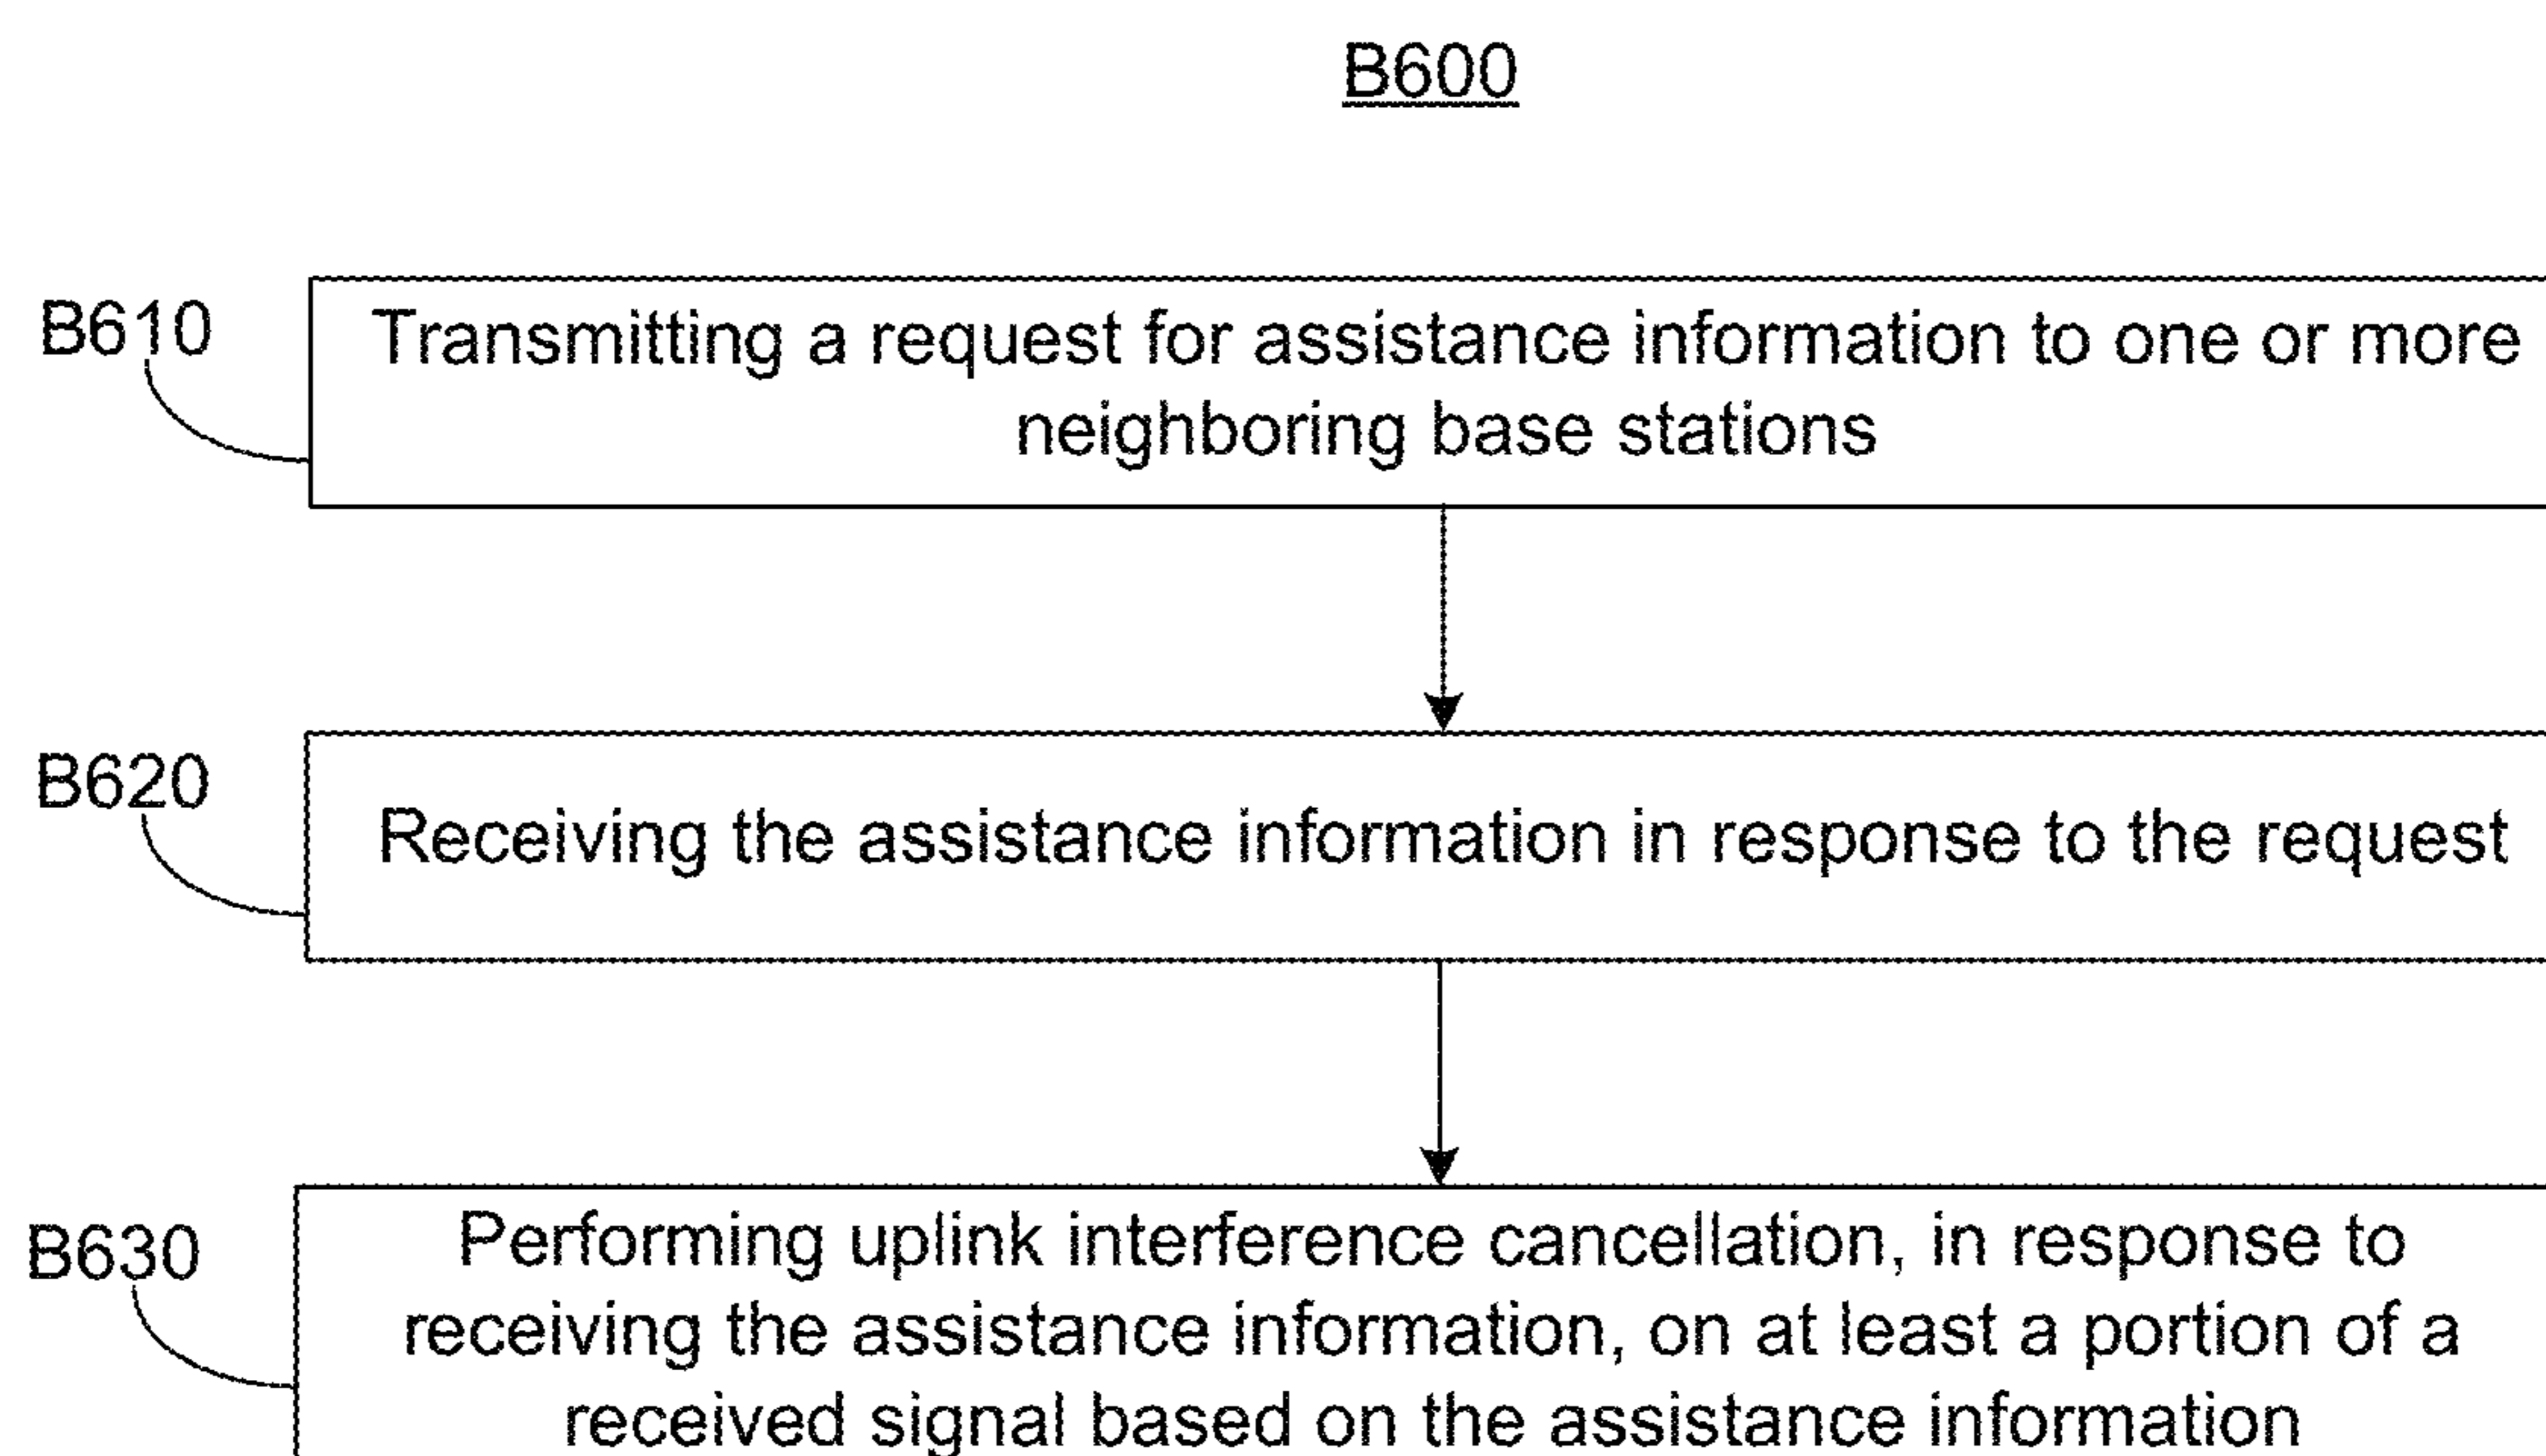 B600
B610
Transmitting a request for assistance information to one or more
neighboring base stations
B620
Receiving the assistance information in response to the request
B630
Performing uplink interference cancellation, in response to
receiving the assistance information, on at least a portion of a
received signal based on the assistance information